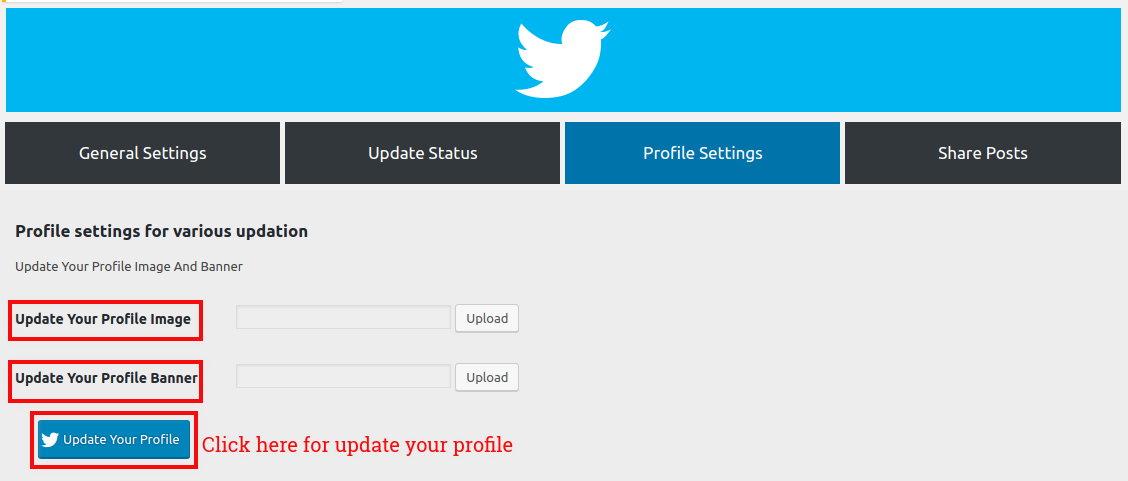 General Settings Update Status Profile Settings Share Posts
Profile settings for various updation
Update Your Profile Image And Banner
Update Your Profile Image Upload
Update Your Profile Banner Upload
Update Your Profile Click here for update your profile